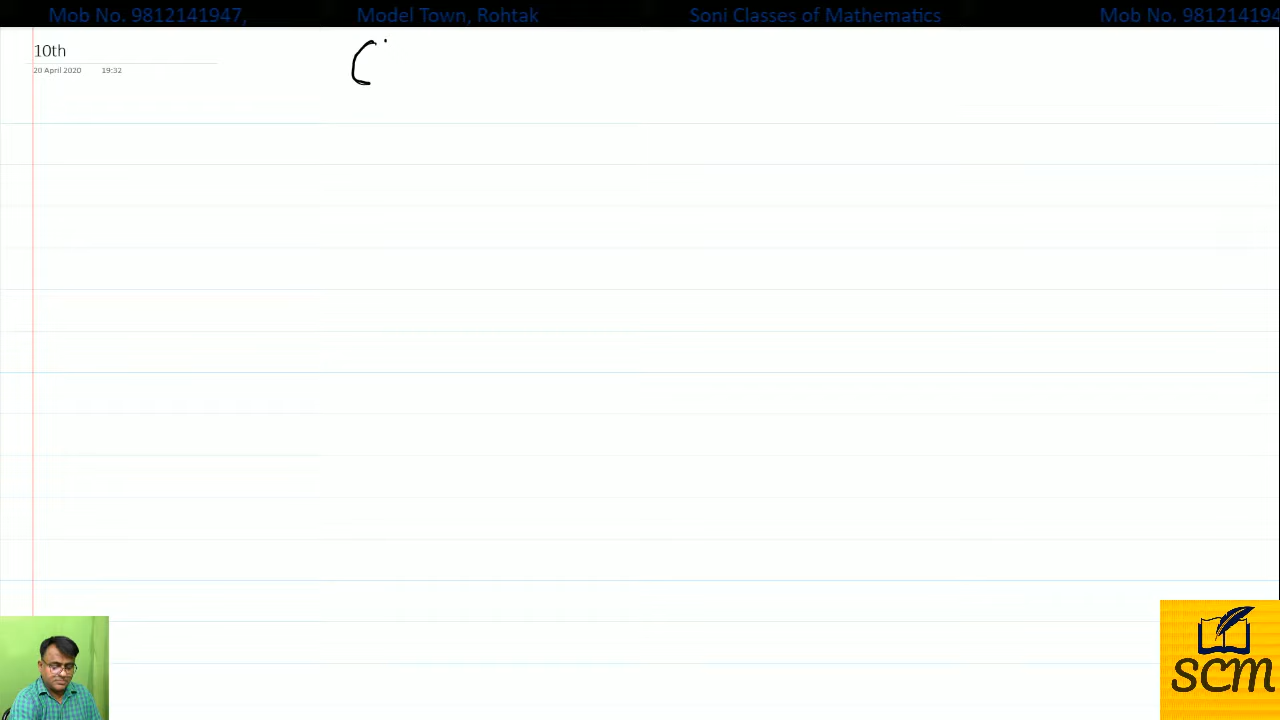 Mob No. 9812141947, Model Town, Rohtak Soni Classes of Mathematics Mob No. 981214194
10th
20 April 2020 19:32
C
SCM